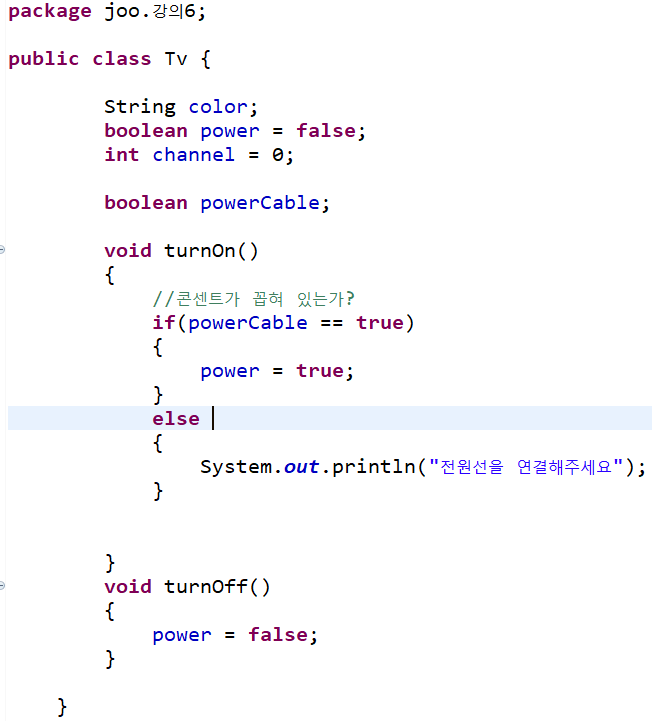 package joo.강의6;
public class Tv {
String color;
boolean power = false;
int channel = 0;
boolean powerCable;
void turnOn()
{
//콘센트가 꼽혀 있는가?
if(powerCable == true)
{
power = true;
}
else
{
System.out.println("전원선을 연결해주세요");
}
}
void turnOff()
{
power = false;
}
}